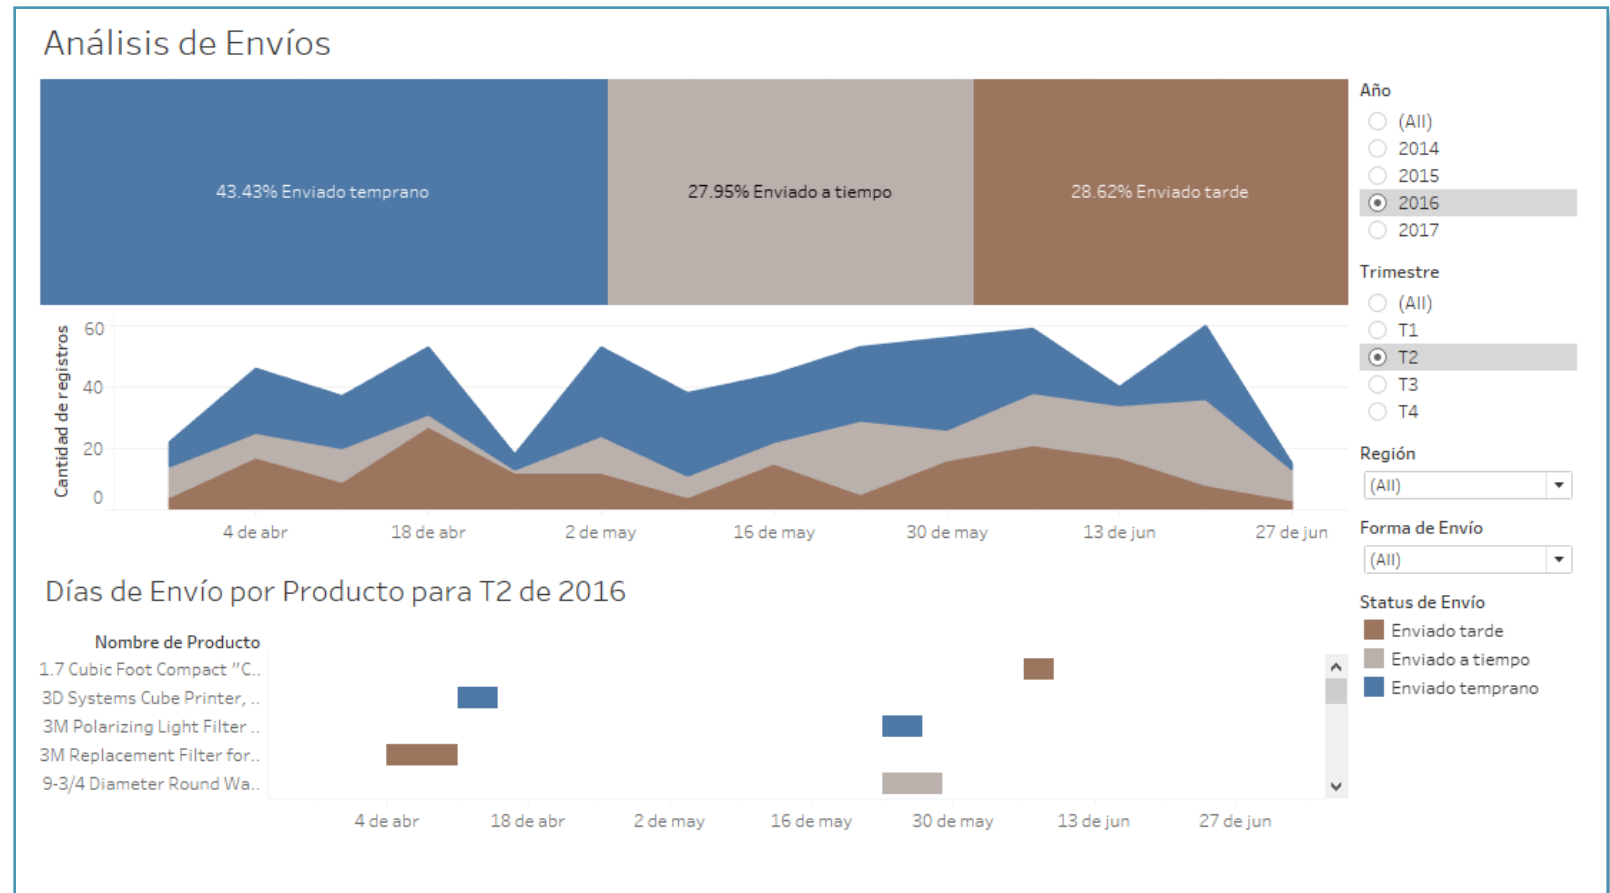 Análisis de Envíos
43.43% Enviado temprano
27.95% Enviado a tiempo
28.62% Enviado tarde
Cantidad de registros
60
40
20
0
4 de abr
18 de abr
2 de may
16 de may
30 de may
13 de jun
27 de jun
Días de Envío por Producto para T2 de 2016
Nombre de Producto
1.7 Cubic Foot Compact "C..
3D Systems Cube Printer, ..
3M Polarizing Light Filter ..
3M Replacement Filter for..
9-3/4 Diameter Round Wa..
4 de abr
18 de abr
2 de may
16 de may
30 de may
13 de jun
27 de jun
Año
(All)
2014
2015
2016
2017
Trimestre
(All)
T1
T2
T3
T4
Región
(All)
Forma de Envío
(All)
Status de Envío
Enviado tarde
Enviado a tiempo
Enviado temprano